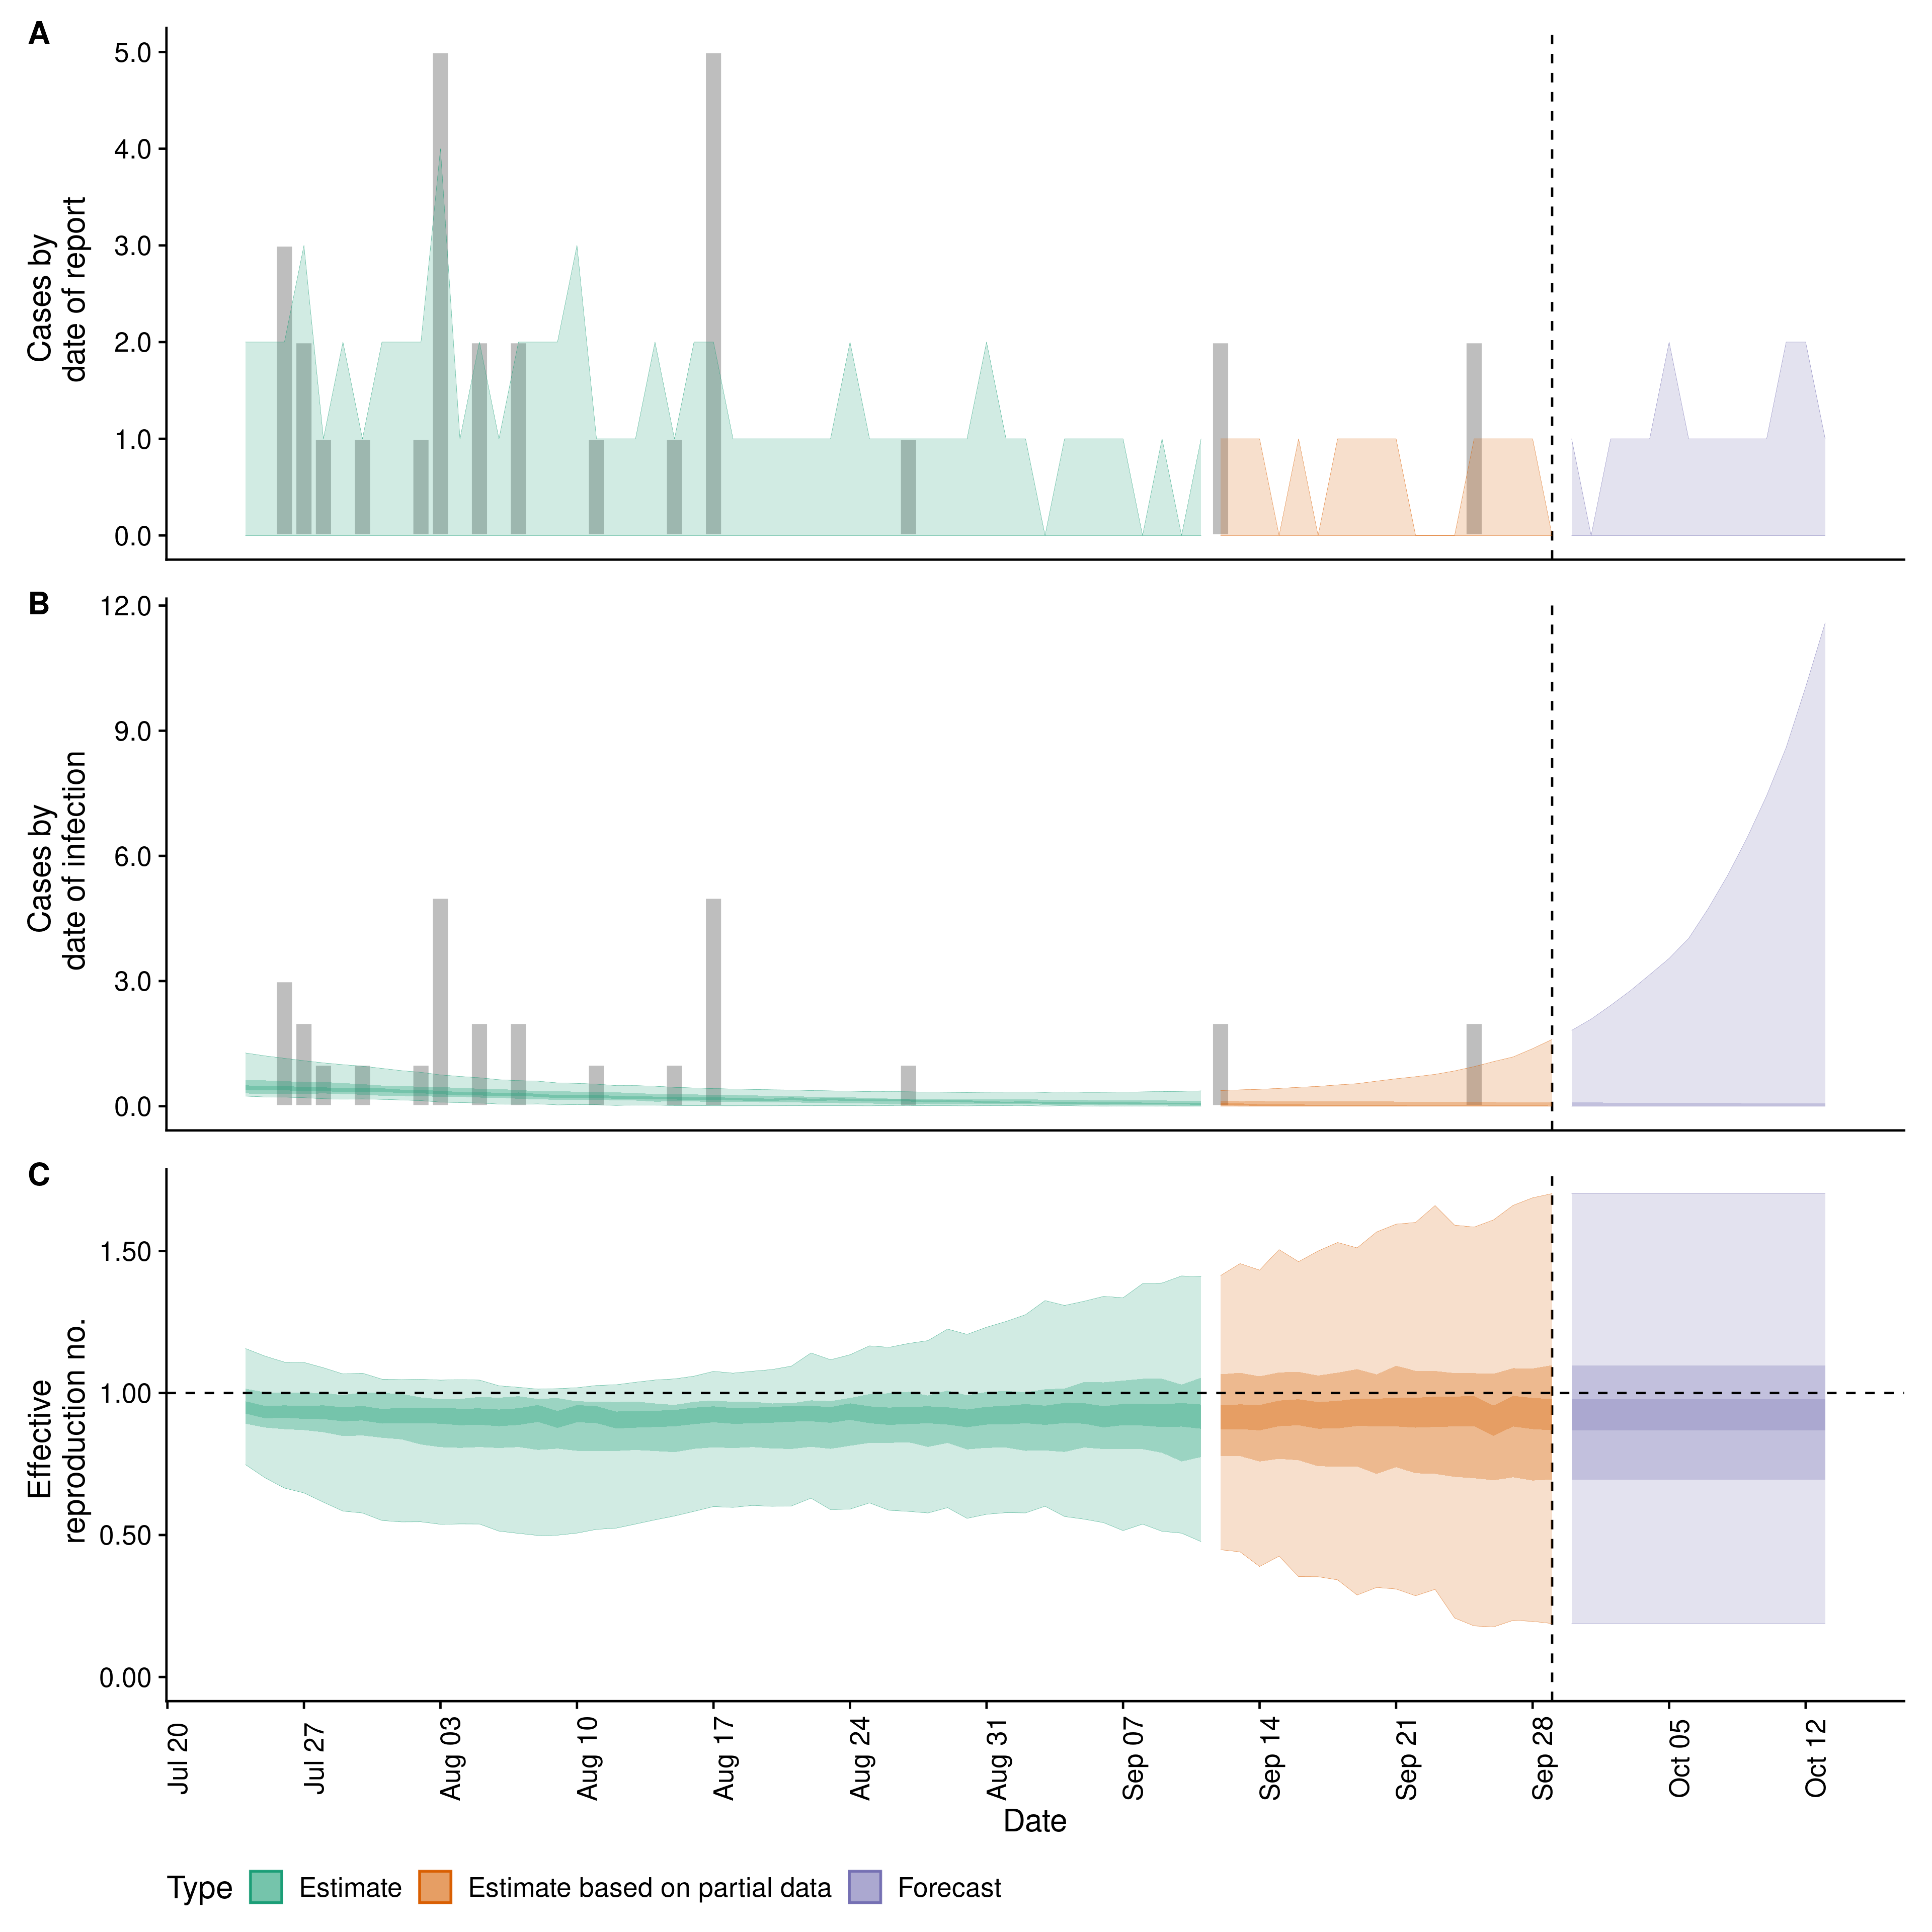 A
5.0
4.0
3.0
2.0
1.0
0.0
Cases by
date of report
B
12.0
9.0
6.0
3.0
0.0
Cases by
date of infection
C
1.50
1.00
0.50
0.00
Effective
reproduction no.
Jul 20
Jul 27
Aug 03
Aug 10
Aug 17
Aug 24
Aug 31
Sep 07
Sep 14
Sep 21
Sep 28
Oct 05
Oct 12
Date
Type
Estimate
Estimate based on partial data
Forecast